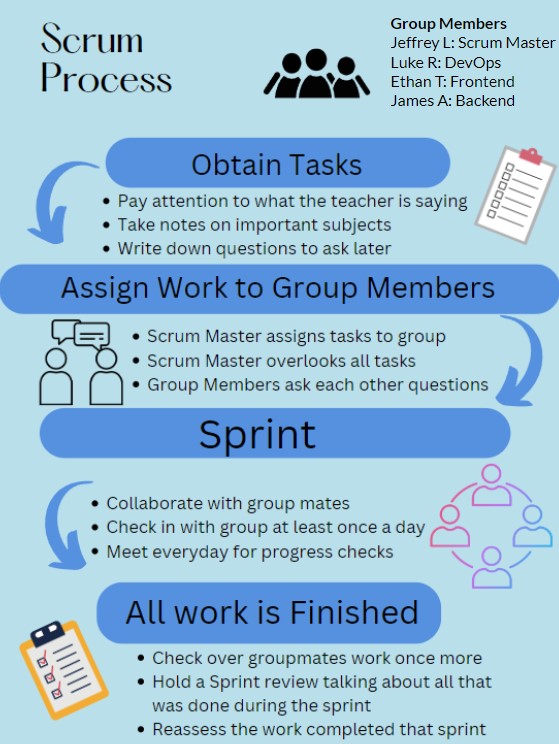 Scrum
Process
Group Members
Jeffrey L: Scrum Master
Luke R: DevOps
Ethan T: Frontend
James A: Backend
Obtain Tasks
• Pay attention to what the teacher is saying
• Take notes on important subjects
• Write down questions to ask later
Assign Work to Group Members
• Scrum Master assigns tasks to group
• Scrum Master overlooks all tasks
• Group Members ask each other questions
Sprint
• Collaborate with group mates
• Check in with group at least once a day
• Meet everyday for progress checks
All work is Finished
• Check over groupmates work once more
• Hold a Sprint review talking about all that
was done during the sprint
• Reassess the work completed that sprint